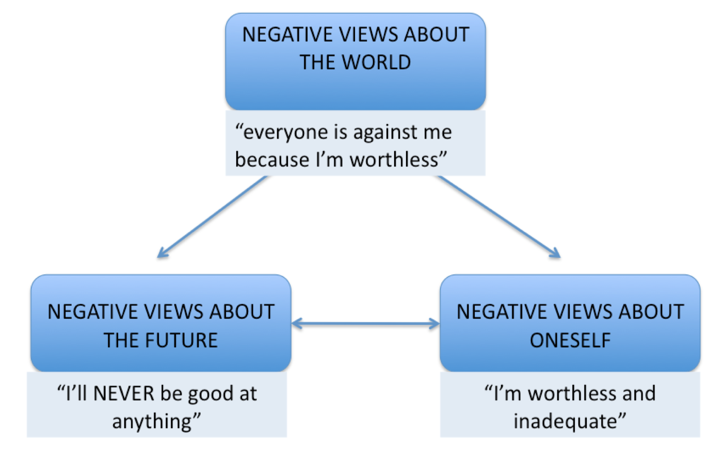 NEGATIVE VIEWS ABOUT
THE WORLD
“everyone is against me
because I’m worthless”
NEGATIVE VIEWS ABOUT
THE FUTURE
“I’ll NEVER be good at
anything”
NEGATIVE VIEWS ABOUT
ONESELF
“I’m worthless and
inadequate”